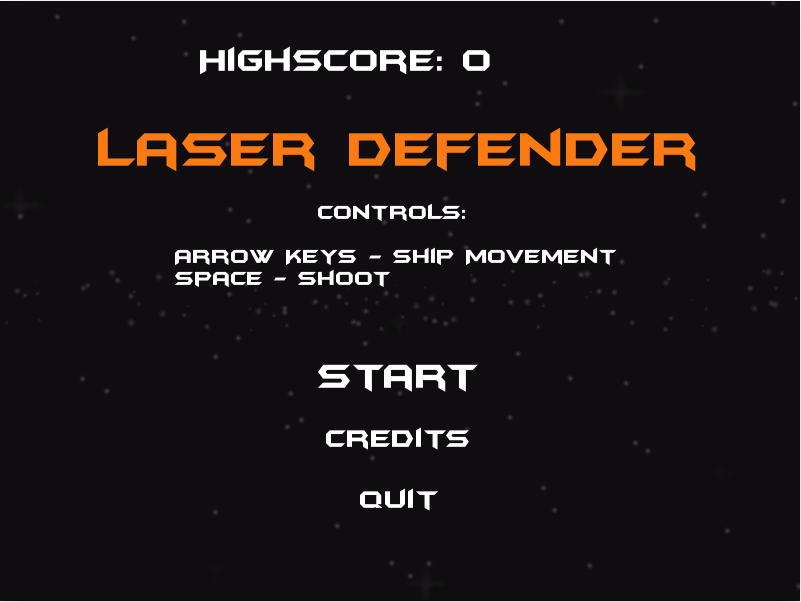 HIGHSCORE: 0
LASER DEFENDER
CONTROLS:
ARROW KEYS - SHIP MOVEMENT
SPACE - SHOOT
START
CREDITS
QUIT